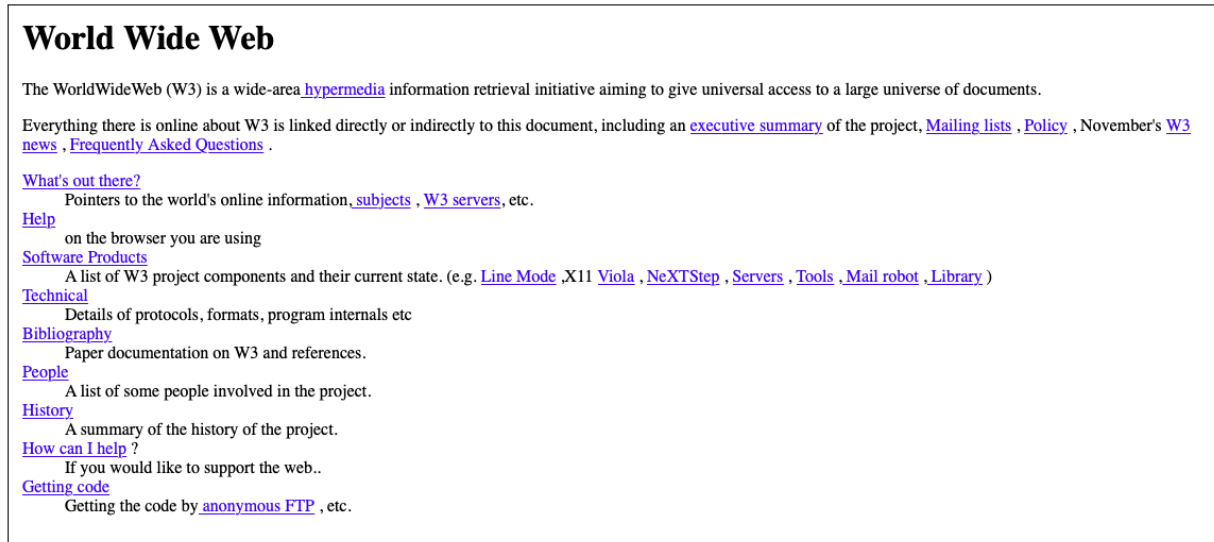 World Wide Web
The WorldWideWeb (W3) is a wide-area hypermedia information retrieval initiative aiming to give universal access to a large universe of documents.
Everything there is online about W3 is linked directly or indirectly to this document, including an executive summary of the project, Mailing lists , Policy , November's W3
news , Frequently Asked Questions .
What's out there?
Pointers to the world's online information, subjects , W3 servers, etc.
Help
on the browser you are using
Software Products
A list of W3 project components and their current state. (e.g. Line Mode ,X11 Viola , NeXTStep , Servers , Tools , Mail robot , Library )
Technical
Details of protocols, formats, program internals etc
Bibliography
Paper documentation on W3 and references.
People
A list of some people involved in the project.
History
A summary of the history of the project.
How can I help ?
If you would like to support the web..
Getting code
Getting the code by anonymous FTP , etc.